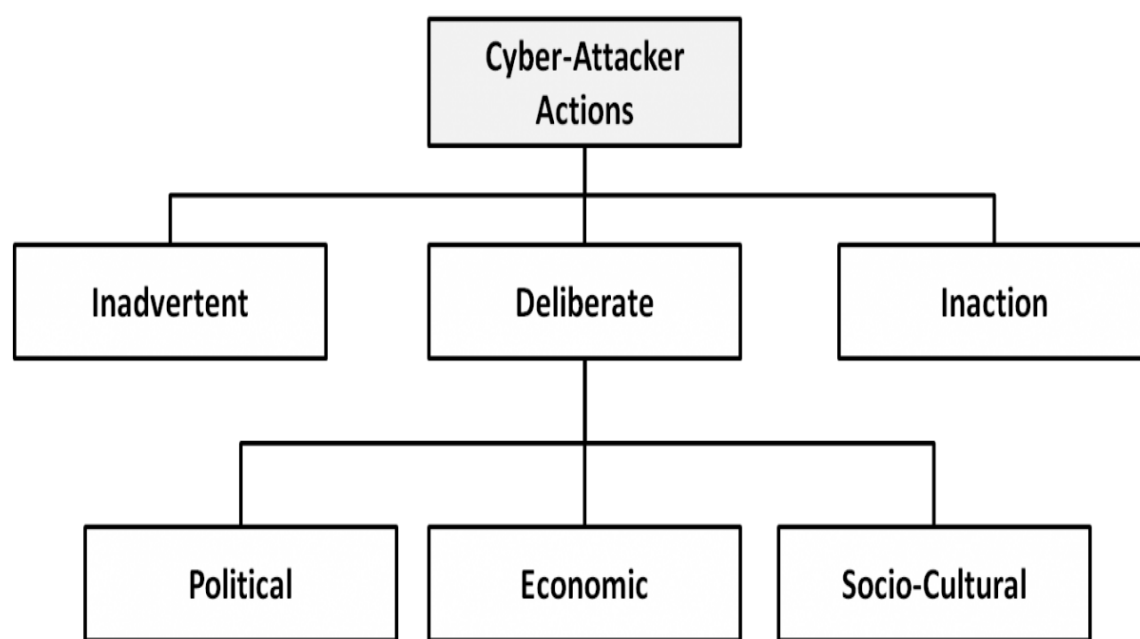 Cyber-Attacker
Actions
Inadvertent
Deliberate
Inaction
Political
Economic
Socio-Cultural